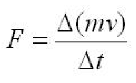 F = Δ(mv) / Δt